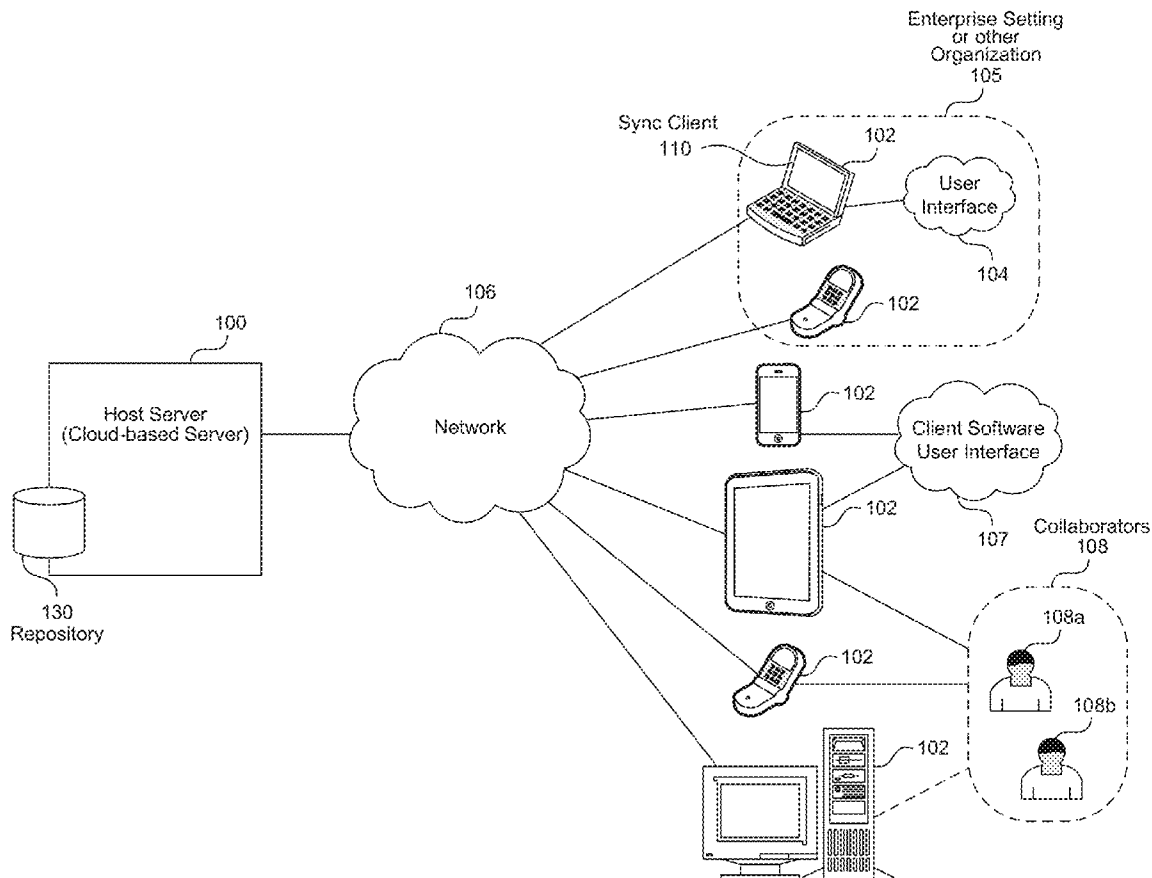 Enterprise Setting
or other
Organization
105
Sync Client
110
102
User
Interface
104
102
106
100
Host Server
(Cloud-based Server)
Network
102
Client Software
User Interface
107
102
130
Repository
Collaborators
108
108a
102
108b
102